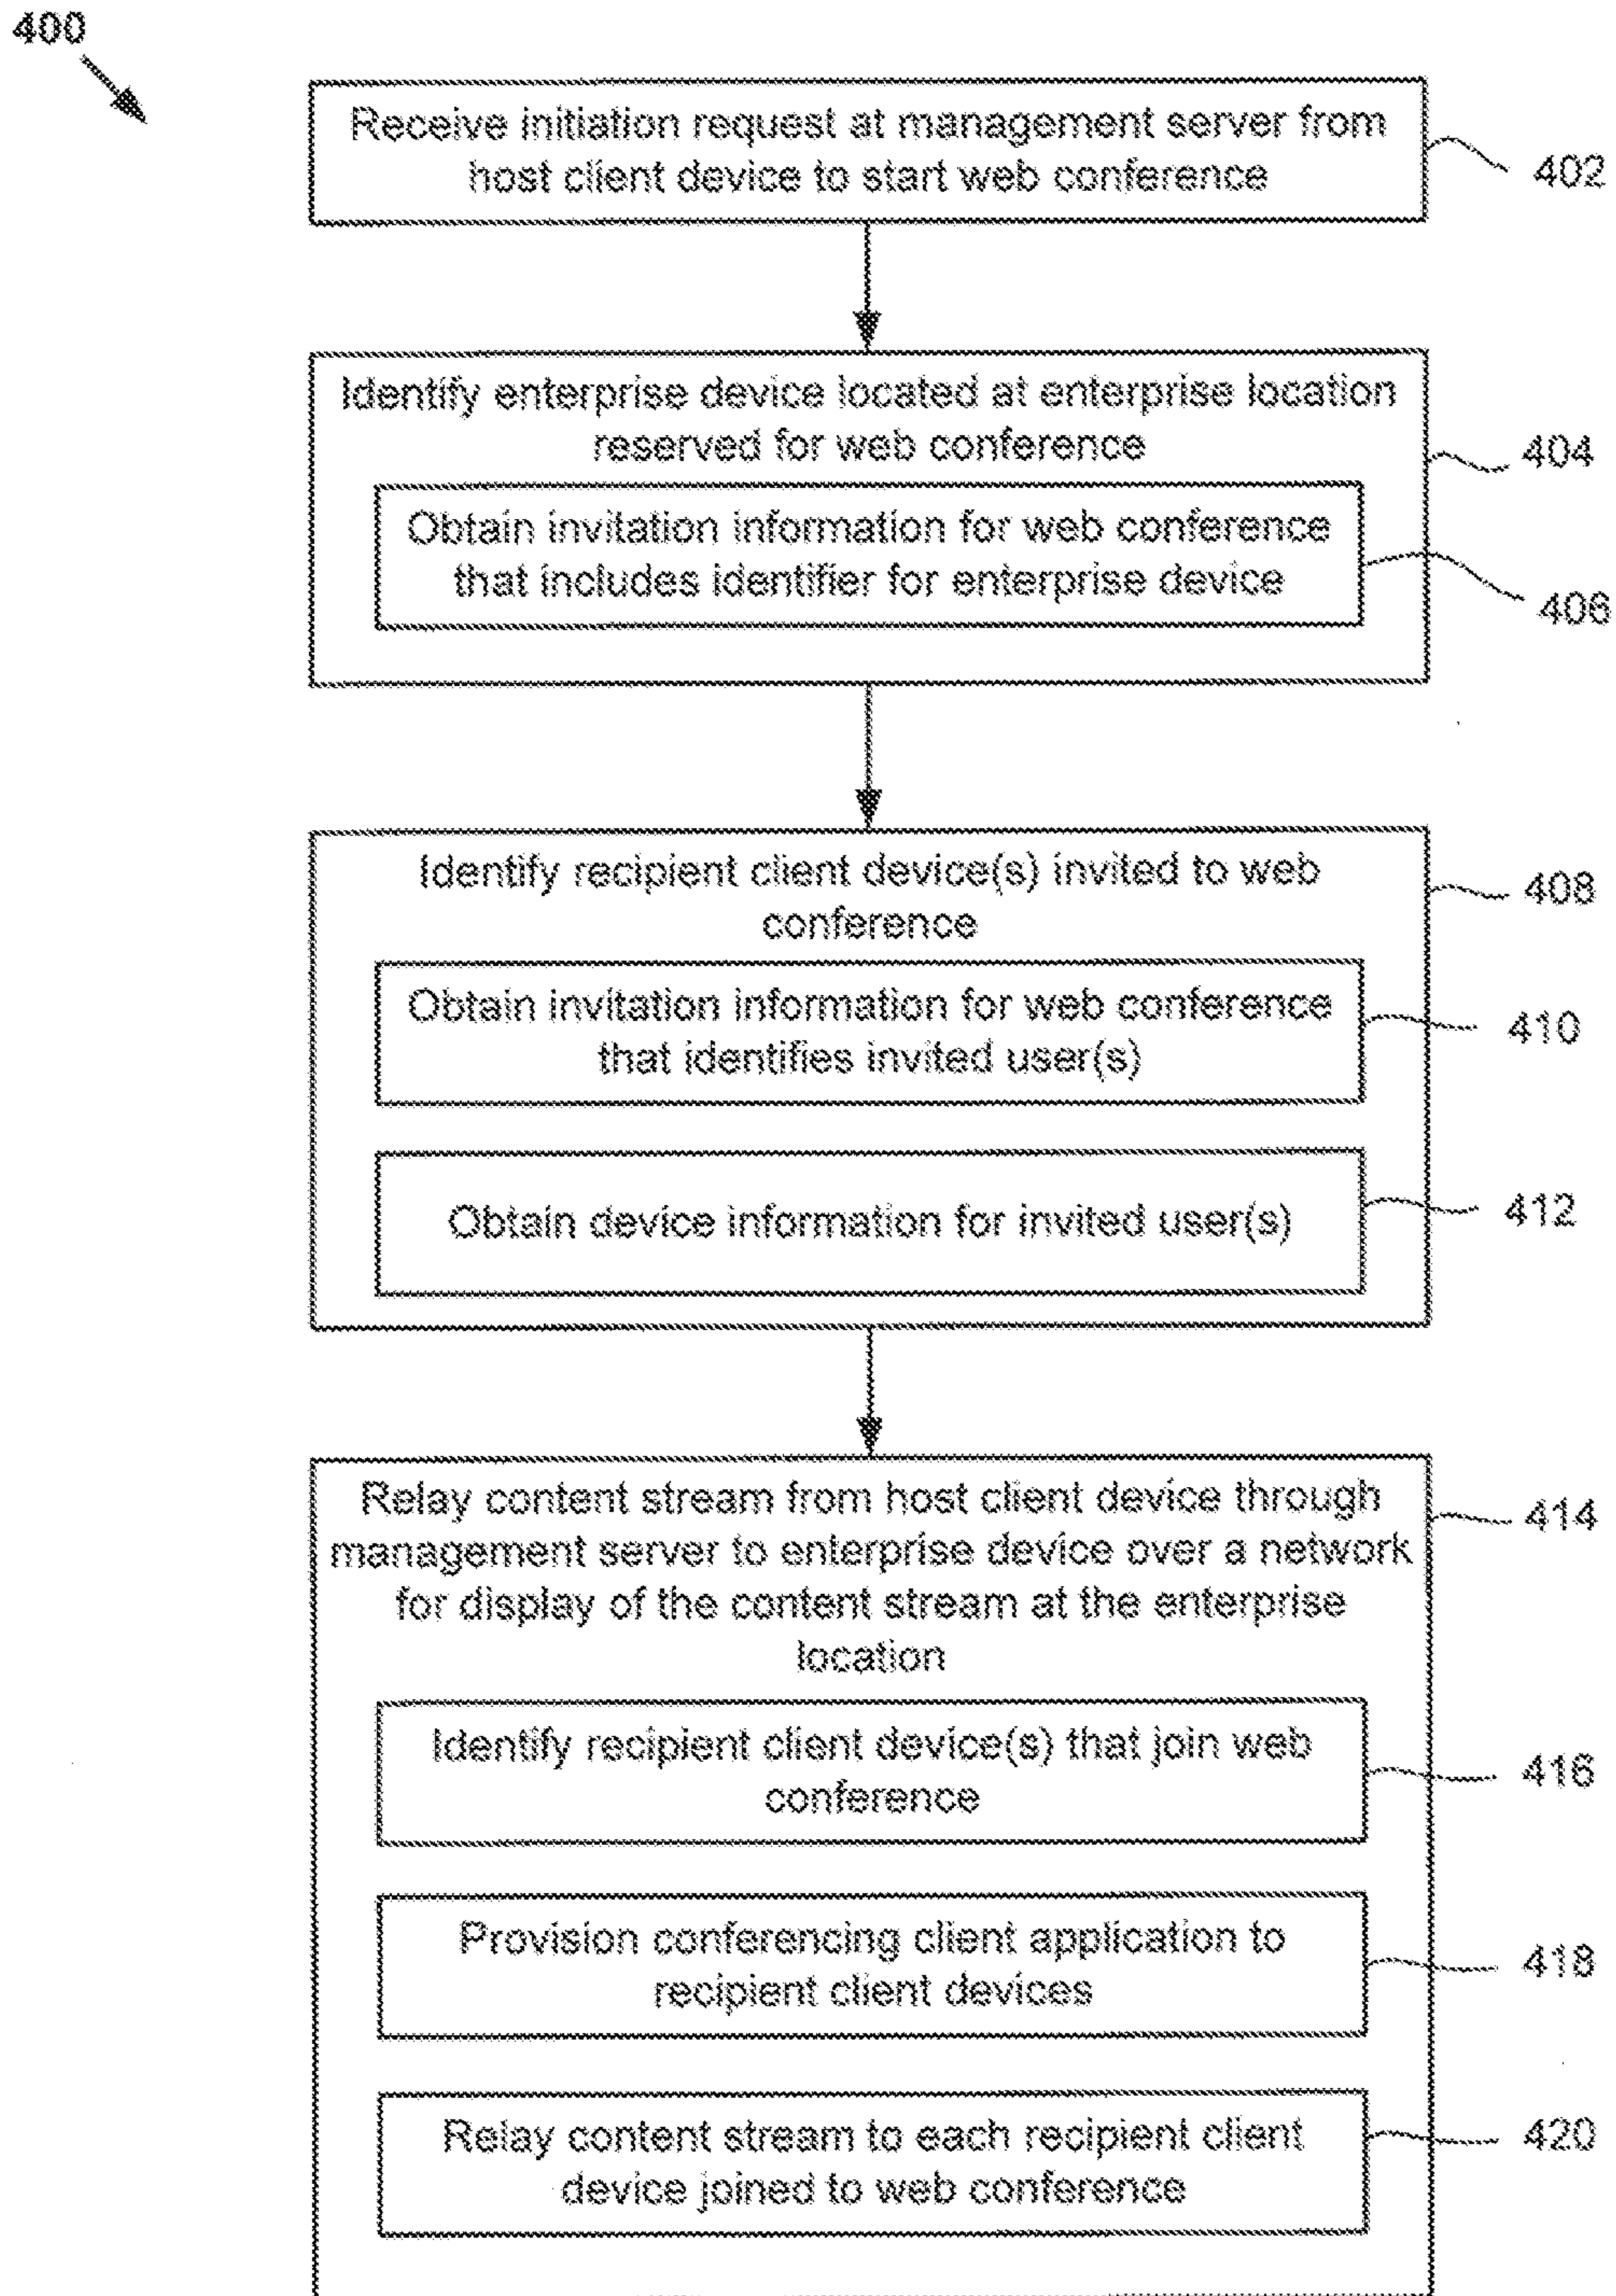 400
Receive initiation request at management server from
host client device to start web conference
402
Identify enterprise device located at enterprise location
reserved for web conference
404
Obtain invitation information for web conference
that includes identifier for enterprise device
406
Identify recipient client device(s) invited to web
conference
408
Obtain invitation information for web conference
that identifies invited user(s)
410
Obtain device information for invited user(s)
412
Relay content stream from host client device through
management server to enterprise device over a network
for display of the content stream at the enterprise
location
414
Identify recipient client device(s) that join web
conference
416
Provision conferencing client application to
recipient client devices
418
Relay content stream to each recipient client
device joined to web conference
420